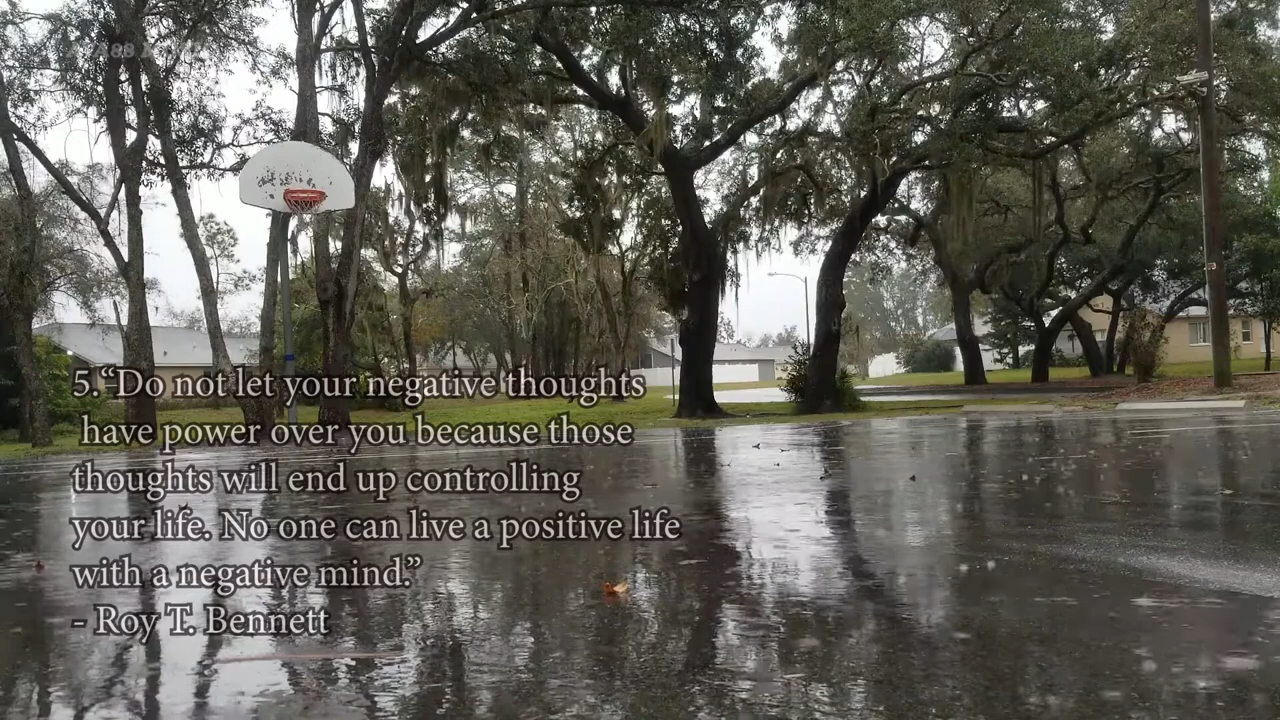 5.“Do not let your negative thoughts
have power over you because those
thoughts will end up controlling
your life. No one can live a positive life
with a negative mind.”
- Roy T. Bennett